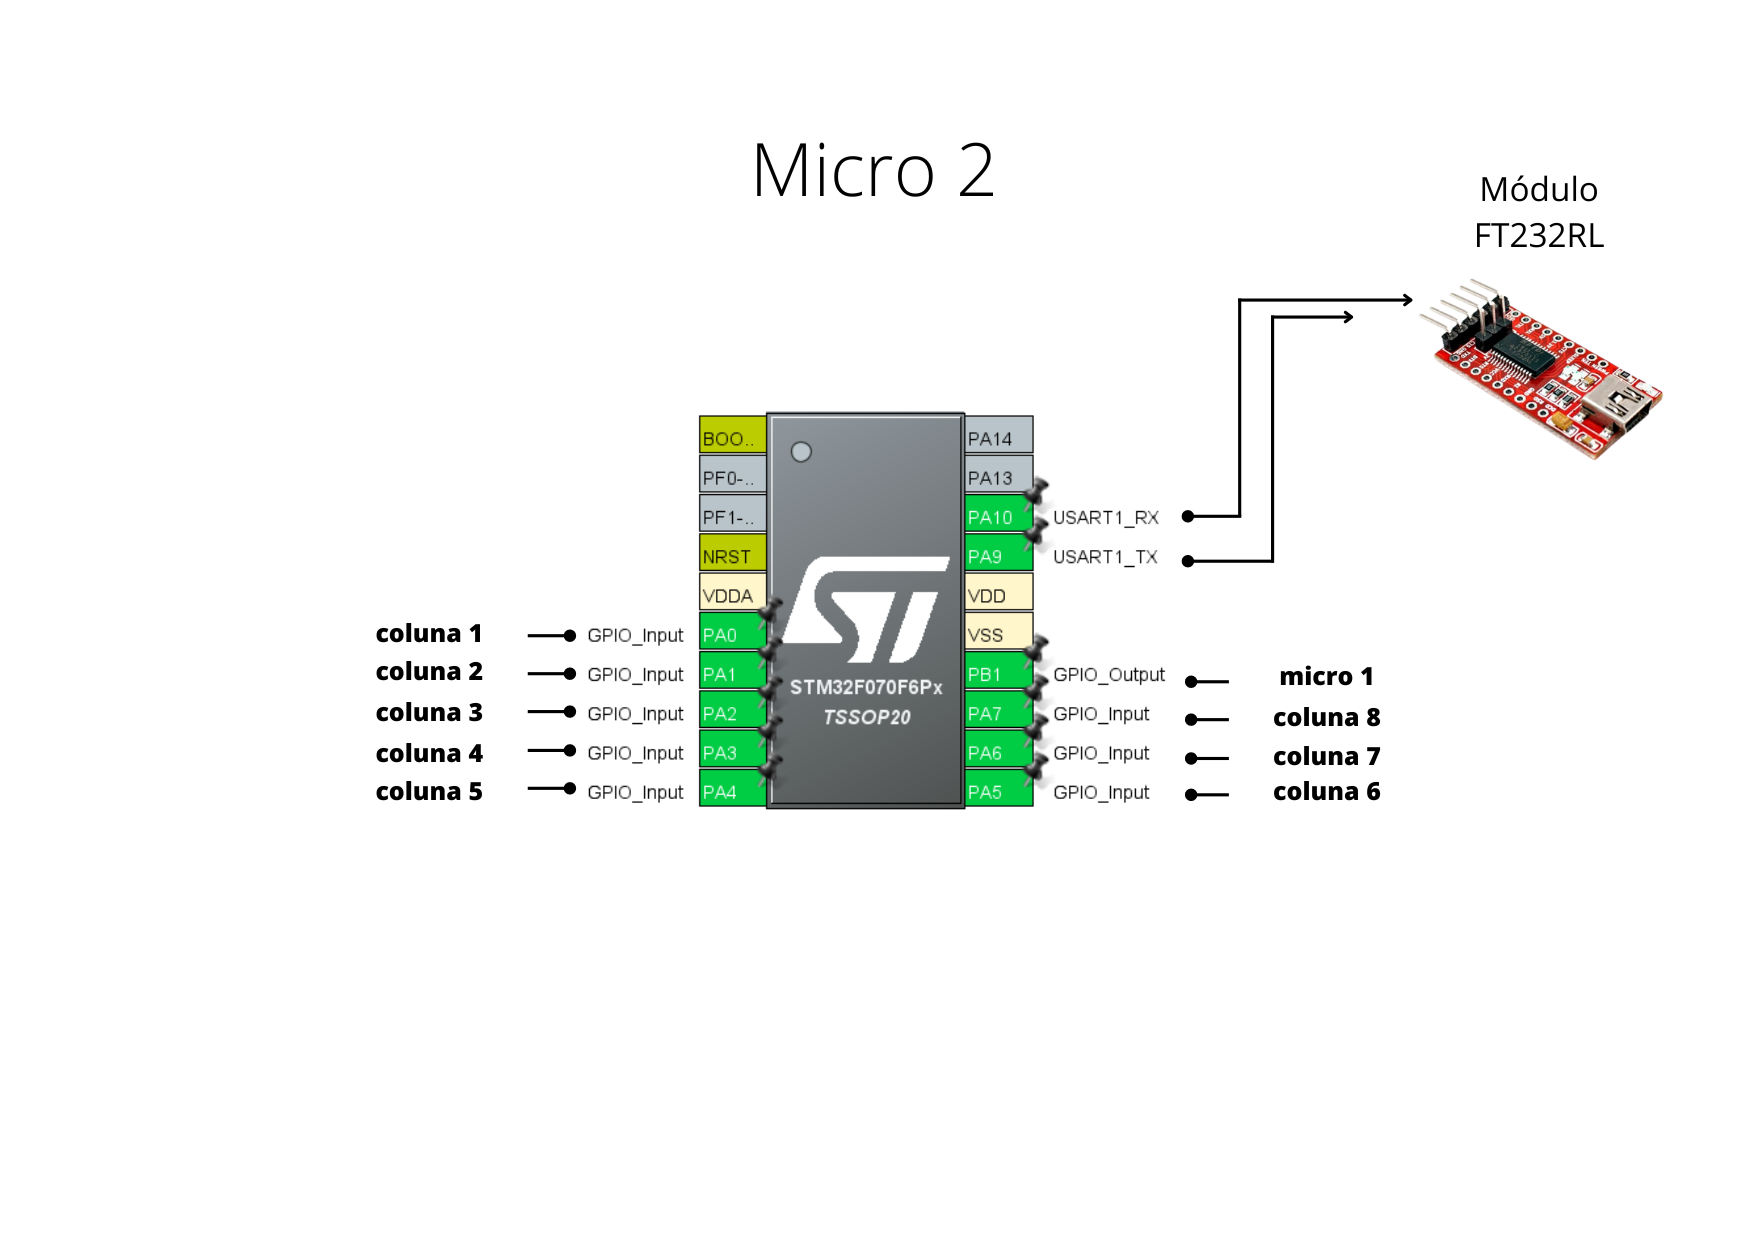 Micro 2
Módulo
FT232RL
BOO..
PF0-..
PF1-..
NRST
VDDA
coluna 1 GPIO_Input PA0
coluna 2 GPIO_Input PA1
coluna 3 GPIO_Input PA2
coluna 4 GPIO_Input PA3
coluna 5 GPIO_Input PA4
STM32F070F6Px
TSSOP20
PA14
PA13
PA10 USART1_RX
PA9 USART1_TX
VDD
VSS
PB1 GPIO_Output micro 1
PA7 GPIO_Input coluna 8
PA6 GPIO_Input coluna 7
PA5 GPIO_Input coluna 6